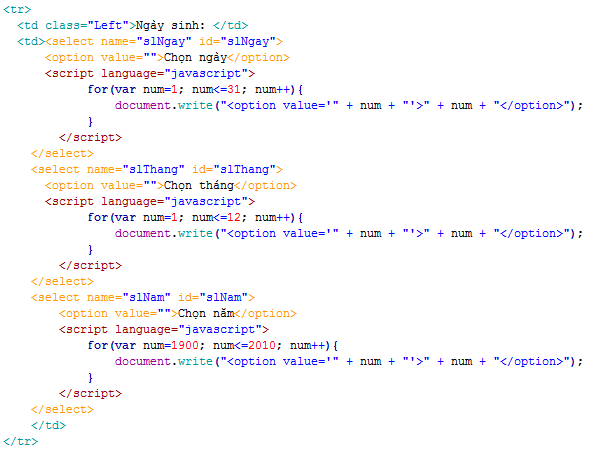 <tr>
<td class="Left">Ngày sinh: </td>
<td><select name="slNgay" id="slNgay">
<option value="">Chọn ngày</option>
<script language="javascript">
for(var num=1; num<=31; num++){
document.write("<option value='" + num + "'>" + num + "</option>");
}
</script>
</select>
<select name="slThang" id="slThang">
<option value="">Chọn tháng</option>
<script language="javascript">
for(var num=1; num<=12; num++){
document.write("<option value='" + num + "'>" + num + "</option>");
}
</script>
</select>
<select name="slNam" id="slNam">
<option value="">Chọn năm</option>
<script language="javascript">
for(var num=1900; num<=2010; num++){
document.write("<option value='" + num + "'>" + num + "</option>");
}
</script>
</select>
</td>
</tr>